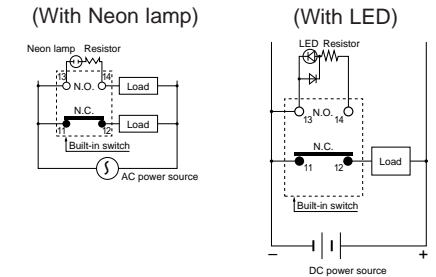 (With Neon lamp)
Neon lamp Resistor
13 N.O. 14 Load
N.C.
11 12 Load
Built-in switch
AC power source
(With LED)
LED Resistor
13 N.O. 14
N.C.
11 12 Load
Built-in switch
– +
DC power source